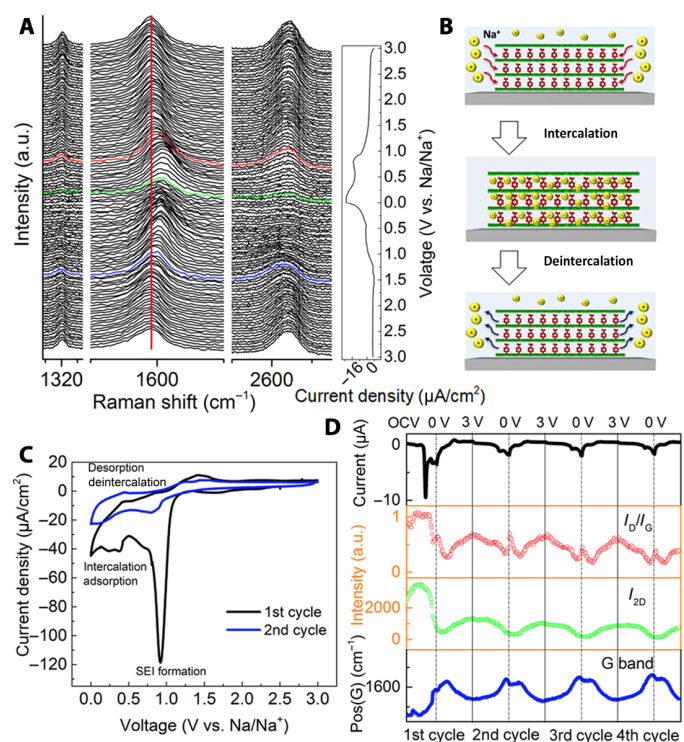 A
Intensity (a.u.)
1320
1600
2600
Raman shift (cm⁻¹)
3.0
2.5
2.0
1.5
1.0
0.5
0.0
0.5
1.0
1.5
2.0
2.5
3.0
Volatge (V vs. Na/Na⁺)
−16
0
Current density (μA/cm²)
B
Na⁺
Intercalation
Deintercalation
C
20
10
0
−20
−40
−60
−80
−100
−120
Current density (μA/cm²)
Desorption
deintercalation
Intercalation
adsorption
1st cycle
2nd cycle
SEI formation
0.0 0.5 1.0 1.5 2.0 2.5 3.0
Voltage (V vs. Na/Na⁺)
D
OCV 0 V 3 V 0 V 3 V 0 V 3 V 0 V
Current (μA)
0
−10
Intensity (a.u.)
1
0
I_D/I_G
2000
0
I_2D
Pos(G) (cm⁻¹)
1600
G band
1st cycle 2nd cycle 3rd cycle 4th cycle